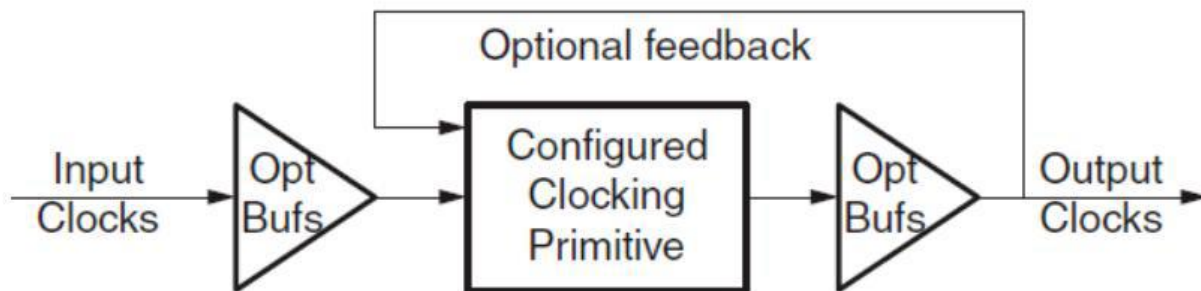 Optional feedback
Input
Clocks
Opt
Bufs
Configured
Clocking
Primitive
Opt
Bufs
Output
Clocks